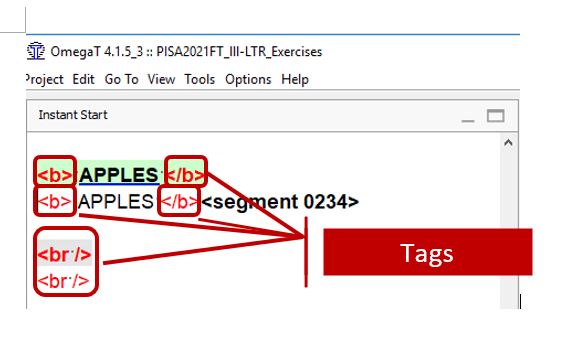 OmegaT 4.1.5_3 :: PISA2021FT_III-LTR_Exercises
Project Edit Go To View Tools Options Help
Instant Start
<b> APPLES </b>
<b> APPLES </b><segment 0234>
<br·/>
<br·/>
Tags